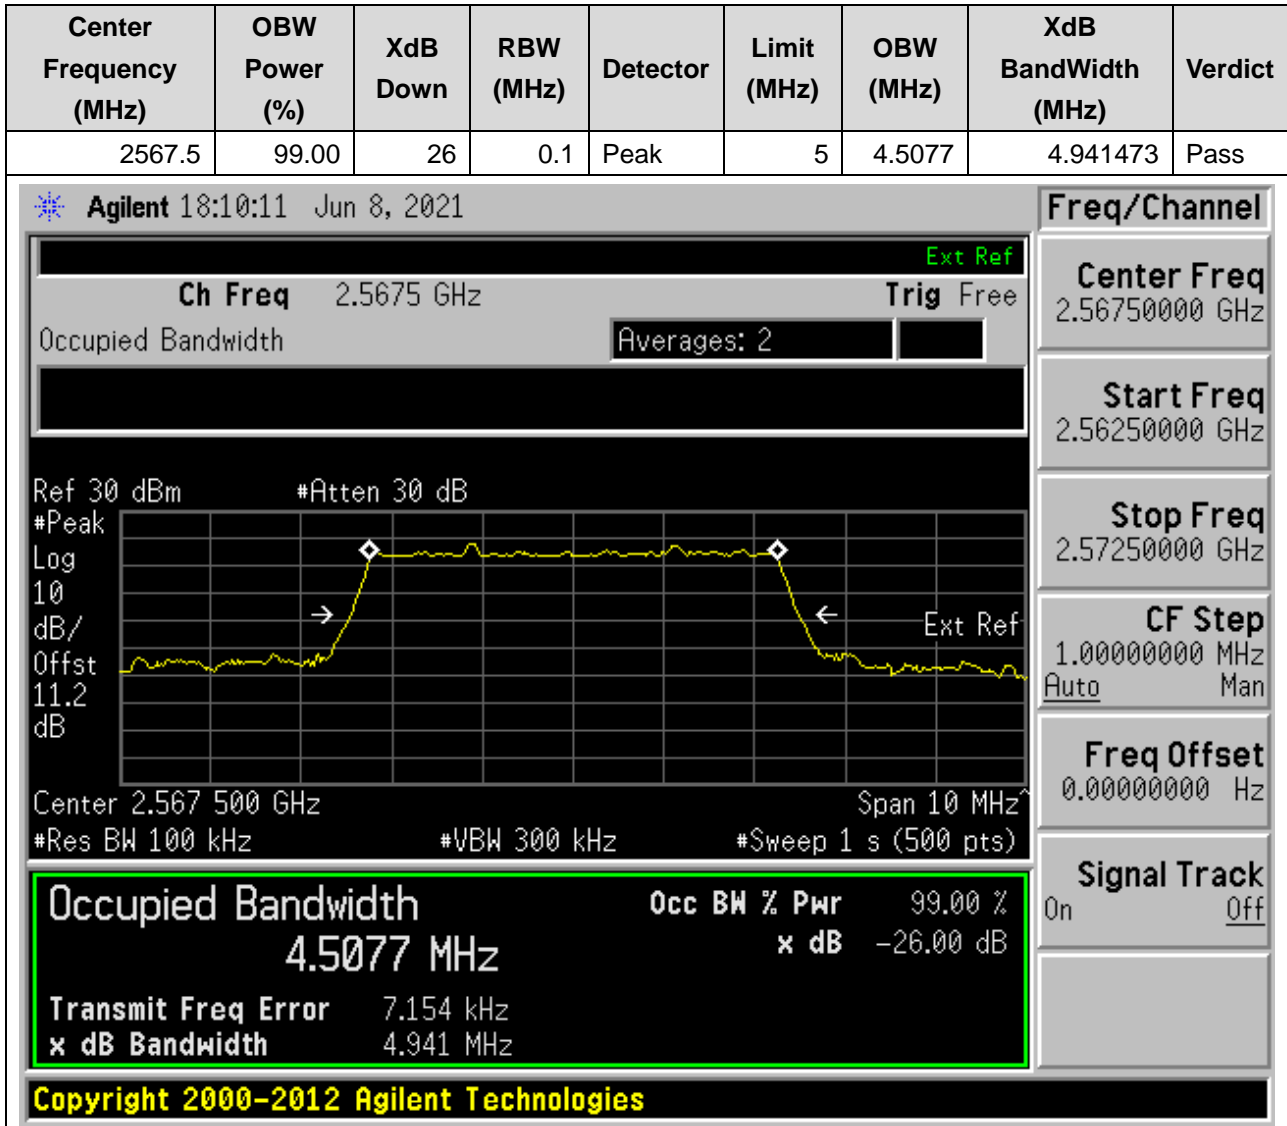 Center Frequency (MHz) OBW Power (%) XdB Down RBW (MHz) Detector Limit (MHz) OBW (MHz) XdB BandWidth (MHz) Verdict
2567.5 99.00 26 0.1 Peak 5 4.5077 4.941473 Pass
Agilent 18:10:11 Jun 8, 2021
Freq/Channel
Ext Ref
Ch Freq 2.5675 GHz Trig Free
Occupied Bandwidth Averages: 2
Center Freq
2.56750000 GHz
Start Freq
2.56250000 GHz
Stop Freq
2.57250000 GHz
CF Step
1.00000000 MHz
Auto Man
Freq Offset
0.00000000 Hz
Signal Track
On Off
Ref 30 dBm #Atten 30 dB
#Peak
Log
10
dB/
Offst
11.2
dB
Ext Ref
Center 2.567 500 GHz Span 10 MHz^
#Res BW 100 kHz #VBW 300 kHz #Sweep 1 s (500 pts)
Occupied Bandwidth Occ BW % Pwr 99.00 %
4.5077 MHz x dB -26.00 dB
Transmit Freq Error 7.154 kHz
x dB Bandwidth 4.941 MHz
Copyright 2000-2012 Agilent Technologies